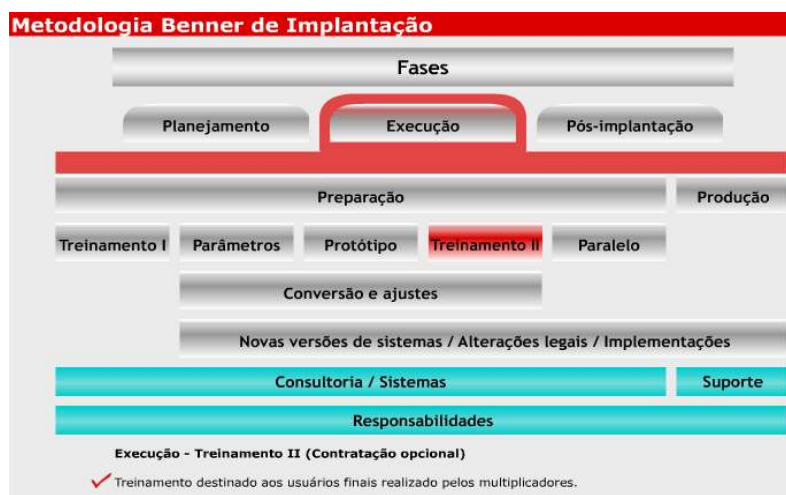 Metodologia Benner de Implantação
Fases
Planejamento Execução Pós-implantação
Preparação Produção
Treinamento I Parâmetros Protótipo Treinamento II Paralelo
Conversão e ajustes
Novas versões de sistemas / Alterações legais / Implementações
Consultoria / Sistemas Suporte
Responsabilidades
Execução - Treinamento II (Contratação opcional)
Treinamento destinado aos usuários finais realizado pelos multiplicadores.